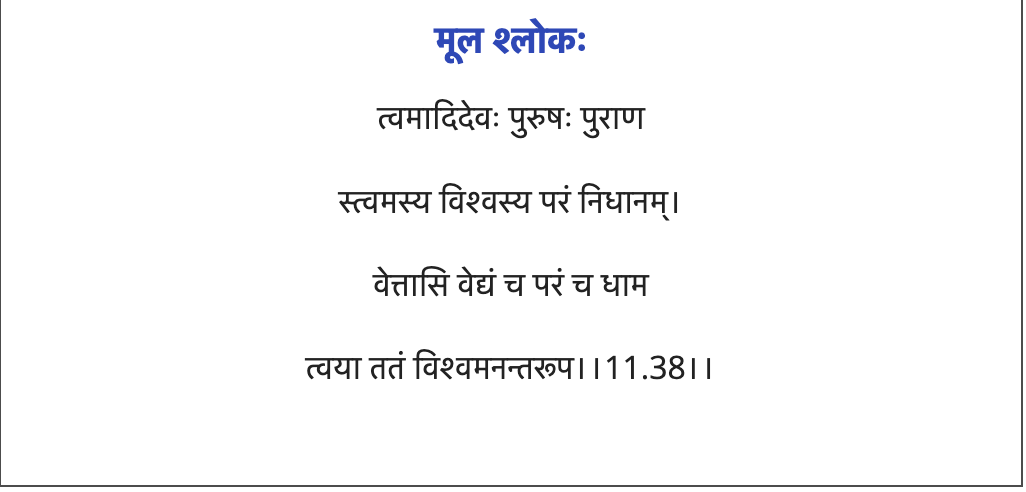 मूल श्लोकः
त्वमादिदेवः पुरुषः पुराण
स्त्वमस्य विश्वस्य परं निधानम्।
वेत्तासि वेद्यं च परं च धाम
त्वया ततं विश्वमनन्तरूप।।11.38।।